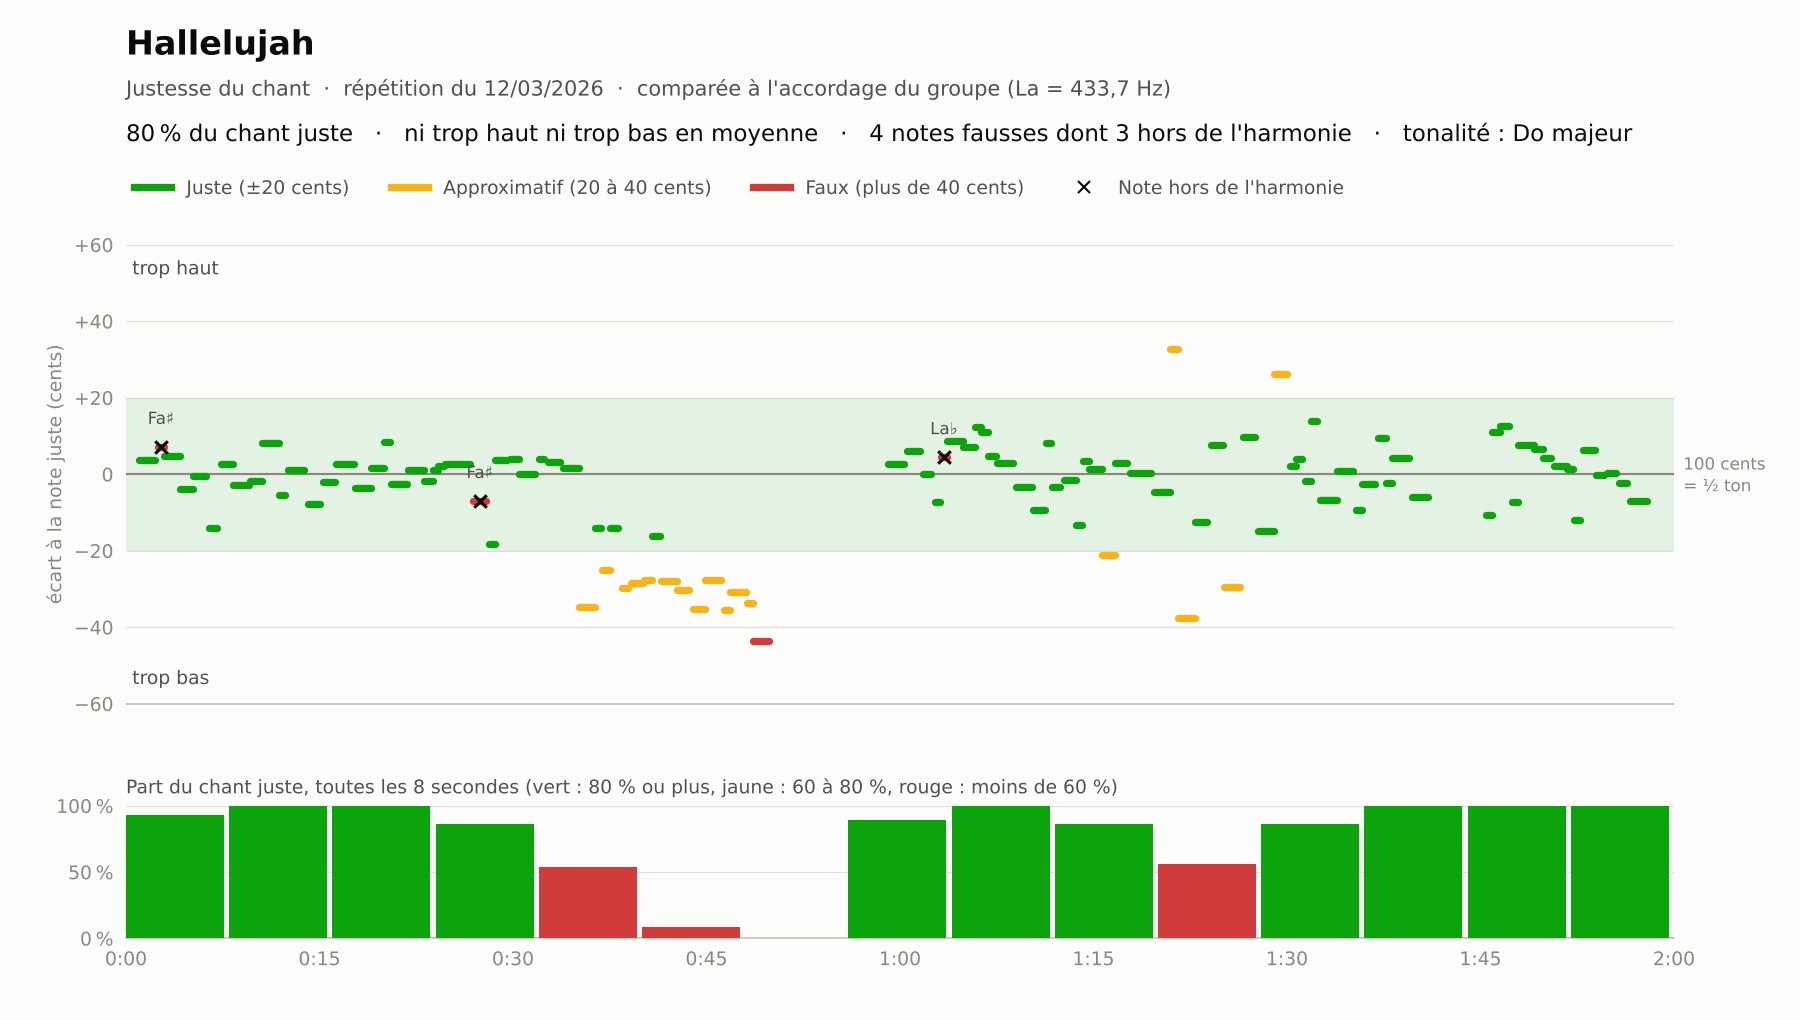 Hallelujah
Justesse du chant · répétition du 12/03/2026 · comparée à l'accordage du groupe (La = 433,7 Hz)
80 % du chant juste · ni trop haut ni trop bas en moyenne · 4 notes fausses dont 3 hors de l'harmonie · tonalité : Do majeur
Juste (±20 cents) Approximatif (20 à 40 cents) Faux (plus de 40 cents) × Note hors de l'harmonie
+60
trop haut
+40
+20
Fa♯
La♭
Fa♯
0
100 cents
= ½ ton
écart à la note juste (cents)
−20
−40
trop bas
−60
Part du chant juste, toutes les 8 secondes (vert : 80 % ou plus, jaune : 60 à 80 %, rouge : moins de 60 %)
100 %
50 %
0 %
0:00 0:15 0:30 0:45 1:00 1:15 1:30 1:45 2:00